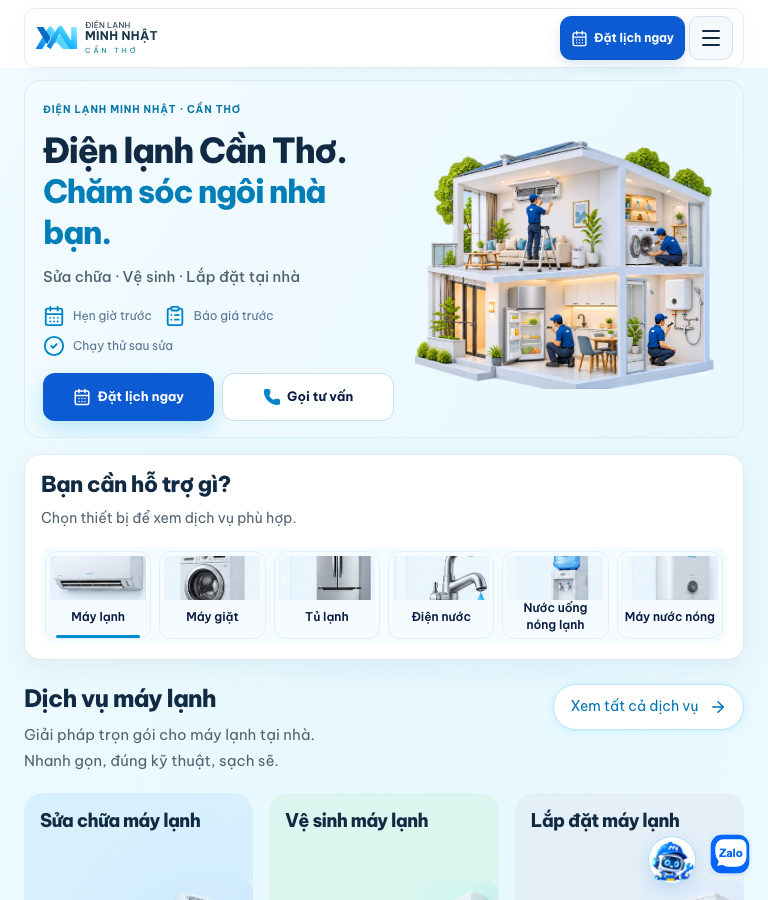 ĐIỆN LẠNH
MINH NHẬT
CẦN THƠ
Đặt lịch ngay
ĐIỆN LẠNH MINH NHẬT · CẦN THƠ
Điện lạnh Cần Thơ.
Chăm sóc ngôi nhà
bạn.
Sửa chữa · Vệ sinh · Lắp đặt tại nhà
Hẹn giờ trước
Báo giá trước
Chạy thử sau sửa
Đặt lịch ngay
Gọi tư vấn
Bạn cần hỗ trợ gì?
Chọn thiết bị để xem dịch vụ phù hợp.
Máy lạnh
Máy giặt
Tủ lạnh
Điện nước
Nước uống
nóng lạnh
Máy nước nóng
Dịch vụ máy lạnh
Xem tất cả dịch vụ
Giải pháp trọn gói cho máy lạnh tại nhà.
Nhanh gọn, đúng kỹ thuật, sạch sẽ.
Sửa chữa máy lạnh
Vệ sinh máy lạnh
Lắp đặt máy lạnh
Zalo